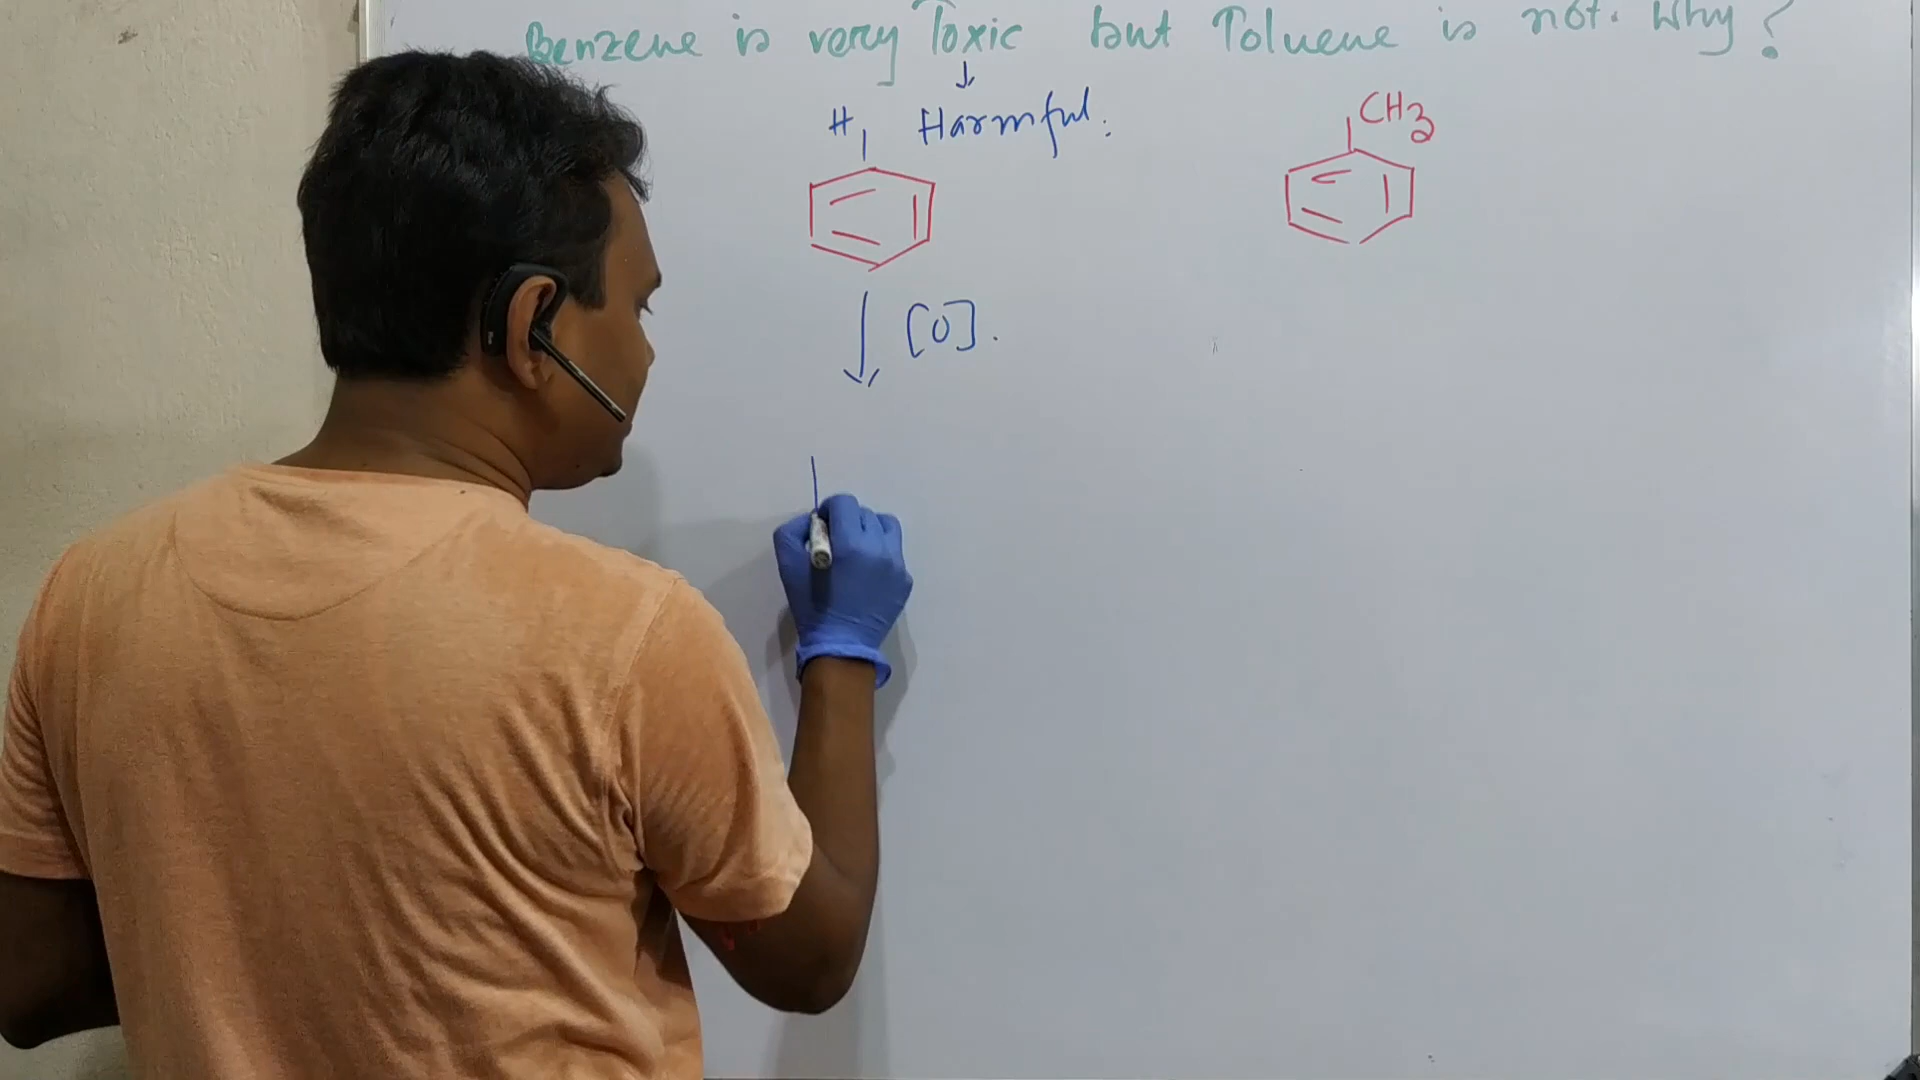 Benzene is very Toxic but Toluene is not. Why?
H Harmful.
CH3
[O].